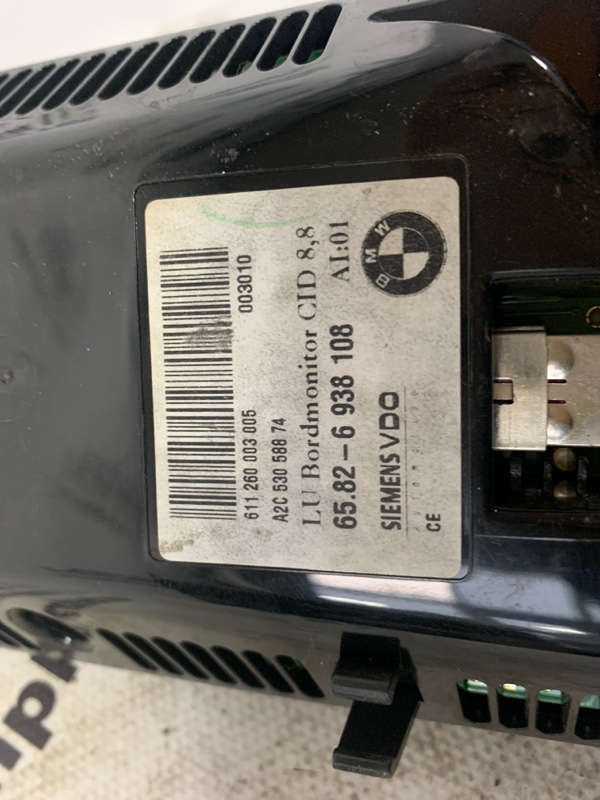 611 260 003 005
003010
A2C 530 588 74
LU Bordmonitor CID 8,8
65.82-6 938 108
AI:01
SIEMENS VDO
CE
BMW